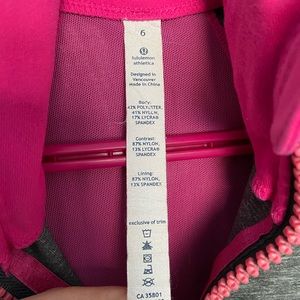 6
lululemon
athletica
Designed in
Vancouver
Made in China
Body:
42% POLYESTER,
41% NYLON,
17% LYCRA®
SPANDEX
Contrast:
87% NYLON,
13% LYCRA®
SPANDEX
Lining:
87% NYLON,
13% SPANDEX
exclusive of trim
CA 35801